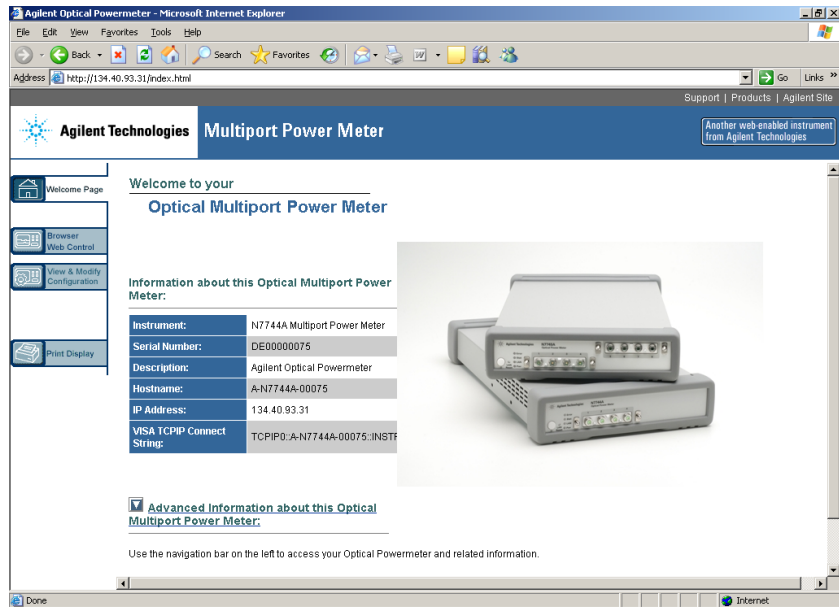 Agilent Optical Powermeter - Microsoft Internet Explorer
File Edit View Favorites Tools Help
Back Search Favorites
Address http://134.40.93.31/index.html Go Links »
Support | Products | Agilent Site
Agilent Technologies Multiport Power Meter
Another web-enabled instrument
from Agilent Technologies
Welcome Page
Browser
Web Control
View & Modify
Configuration
Print Display
Welcome to your
Optical Multiport Power Meter
Information about this Optical Multiport Power
Meter:
Instrument: N7744A Multiport Power Meter
Serial Number: DE00000075
Description: Agilent Optical Powermeter
Hostname: A-N7744A-00075
IP Address: 134.40.93.31
VISA TCPIP Connect
String: TCPIP0::A-N7744A-00075::INSTR
Advanced Information about this Optical
Multiport Power Meter:
Use the navigation bar on the left to access your Optical Powermeter and related information.
Done Internet